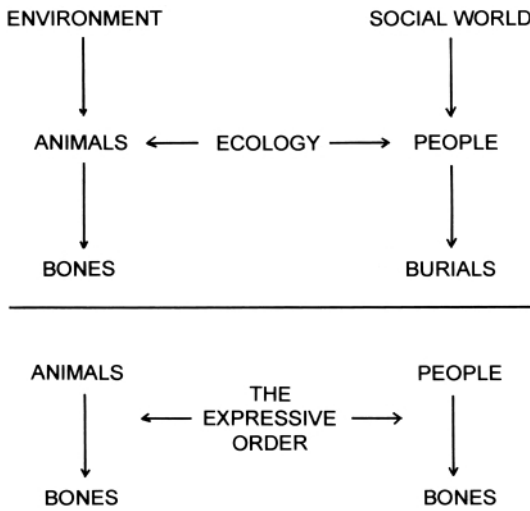 ENVIRONMENT SOCIAL WORLD
ANIMALS ECOLOGY PEOPLE
BONES BURIALS
ANIMALS PEOPLE
THE
EXPRESSIVE
ORDER
BONES BONES